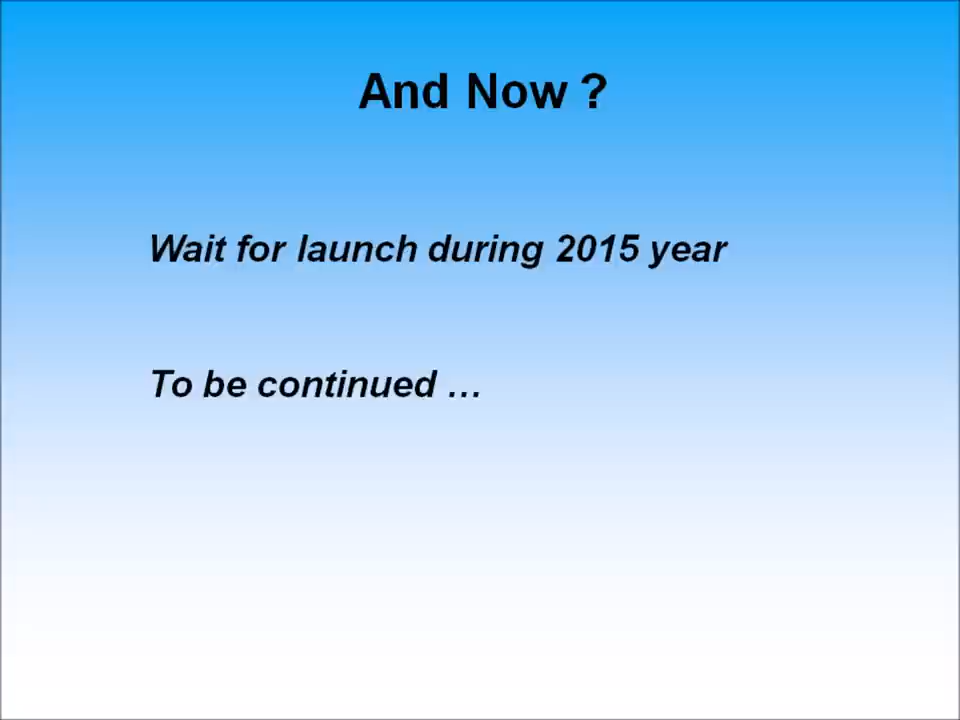 And Now ?
Wait for launch during 2015 year
To be continued …